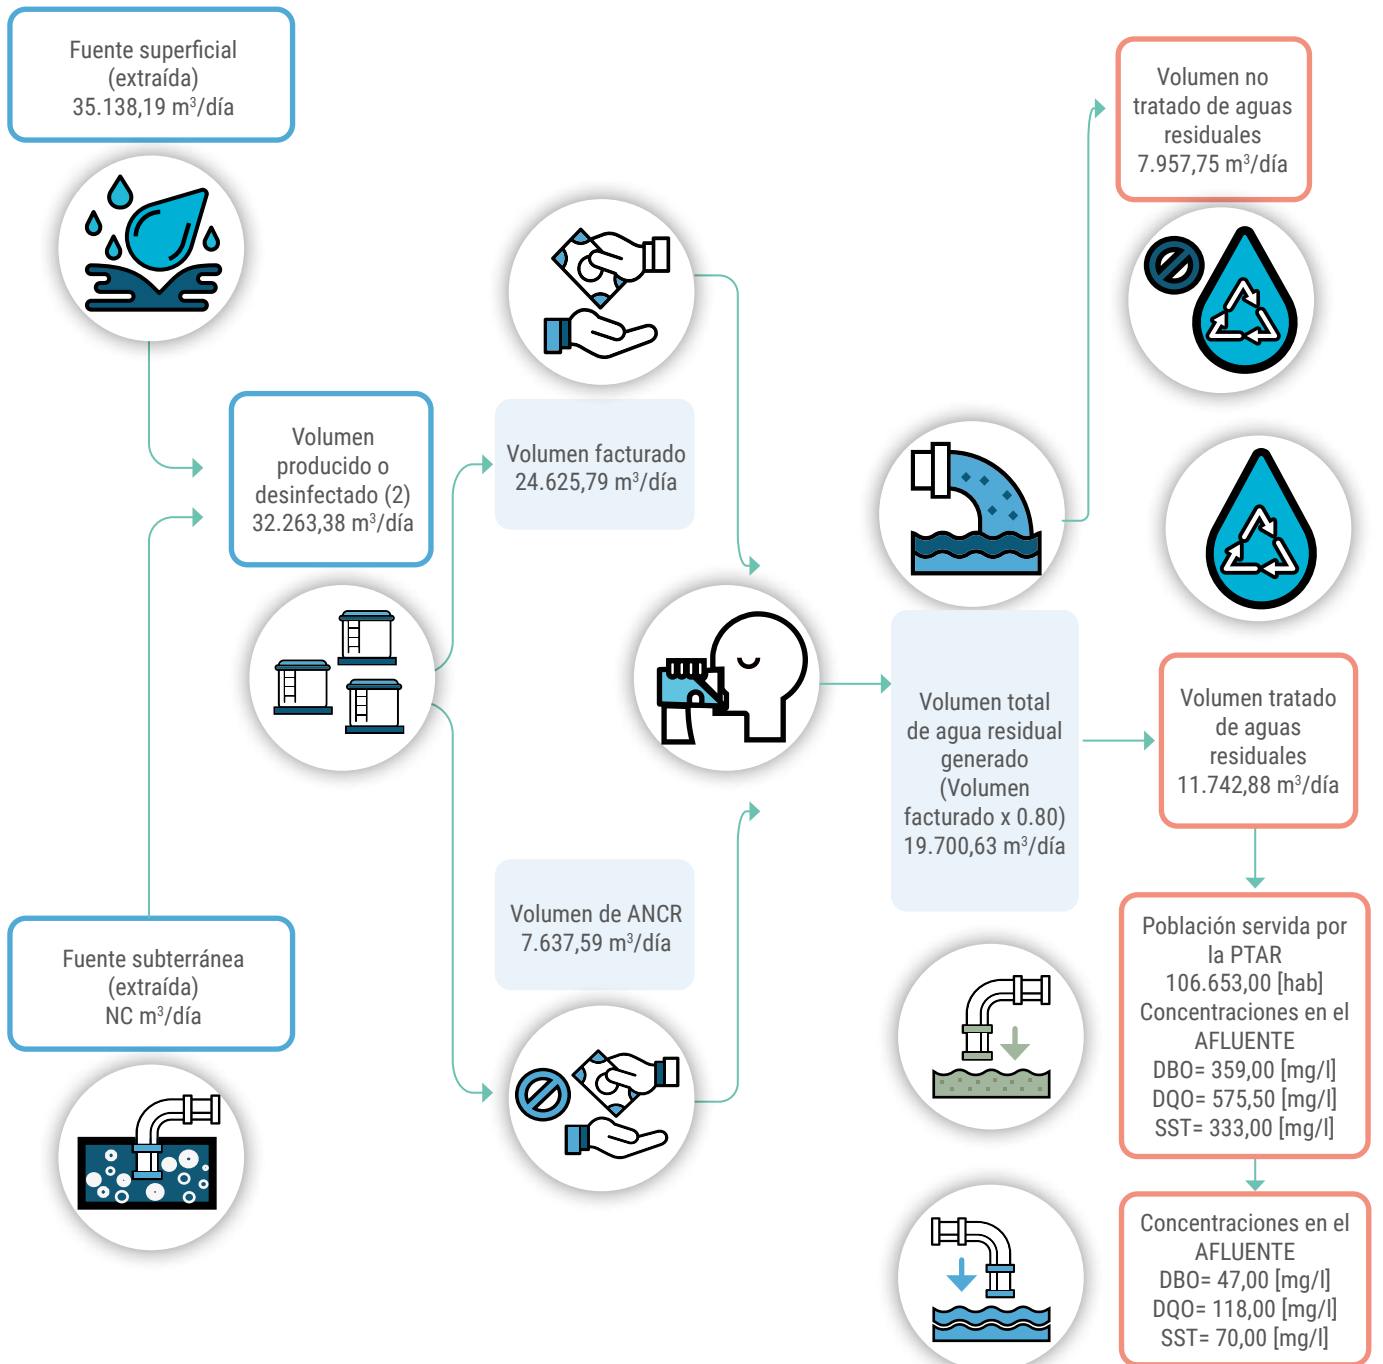 Fuente superficial
(extraída)
35.138,19 m³/día
Volumen no
tratado de aguas
residuales
7.957,75 m³/día
Volumen
producido o
desinfectado (2)
32.263,38 m³/día
Volumen facturado
24.625,79 m³/día
Volumen total
de agua residual
generado
(Volumen
facturado x 0.80)
19.700,63 m³/día
Volumen tratado
de aguas
residuales
11.742,88 m³/día
Volumen de ANCR
7.637,59 m³/día
Fuente subterránea
(extraída)
NC m³/día
Población servida por
la PTAR
106.653,00 [hab]
Concentraciones en el
AFLUENTE
DBO= 359,00 [mg/l]
DQO= 575,50 [mg/l]
SST= 333,00 [mg/l]
Concentraciones en el
AFLUENTE
DBO= 47,00 [mg/l]
DQO= 118,00 [mg/l]
SST= 70,00 [mg/l]